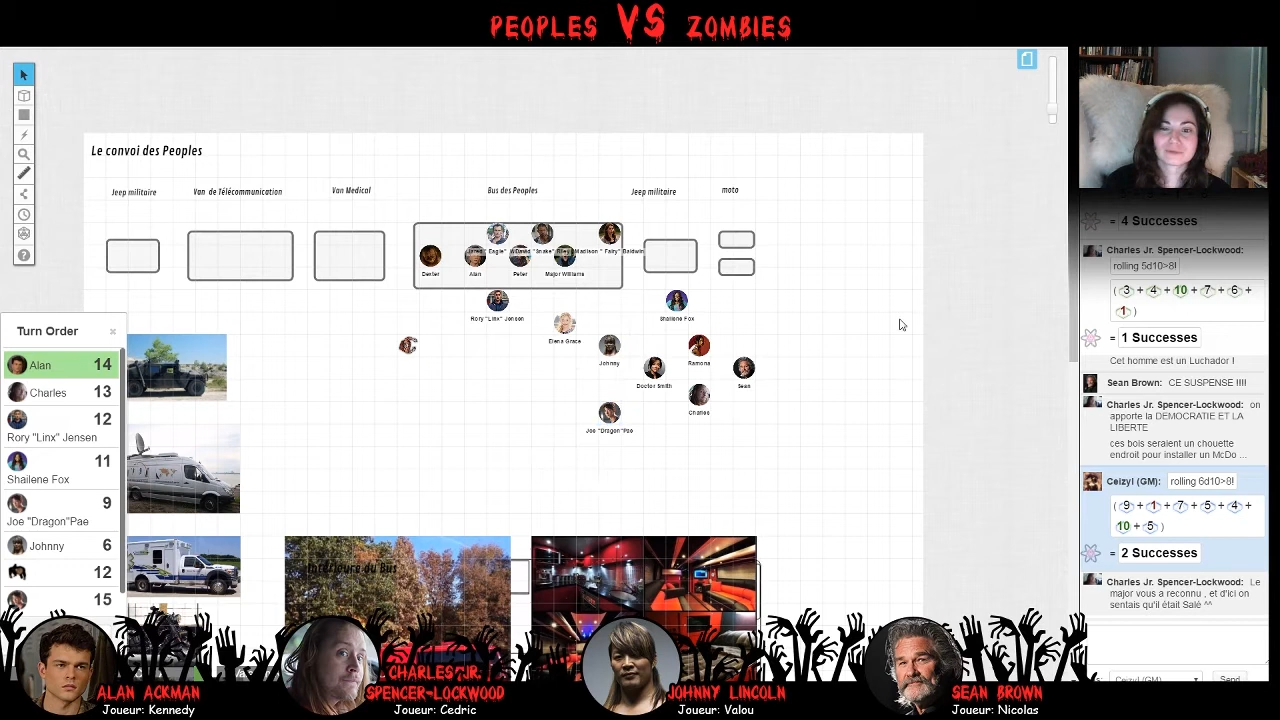 PEOPLES VS ZOMBIES
Le convoi des Peoples
Jeep militaire
Van de Télécommunication
Van Medical
Bus des Peoples
Jeep militaire
moto
Dexter
Alan
Peter
Major Williams
Rory "Linx" Jensen
Shailene Fox
Elena Grace
Johnny
Ramona
Doctor Smith
Sean
Charles
Joe "Dragon"Pae
Turn Order
Alan 14
Charles 13
12
Rory "Linx" Jensen
11
Shailene Fox
9
Joe "Dragon"Pae
Johnny 6
12
15
Intérieure du Bus
= 4 Successes
Charles Jr. Spencer-Lockwood:
rolling 5d10>8!
( 3 + 4 + 10 + 7 + 6 +
1 )
= 1 Successes
Cet homme est un Luchador !
Sean Brown: CE SUSPENSE !!!!
Charles Jr. Spencer-Lockwood: on
apporte la DEMOCRATIE ET LA
LIBERTE
ces bois seraient un chouette
endroit pour installer un McDo ...
Ceizyl (GM): rolling 6d10>8!
( 9 + 1 + 7 + 5 + 4 +
10 + 5 )
= 2 Successes
Charles Jr. Spencer-Lockwood: Le
major vous a reconnu , et d'ici on
sentais qu'il était Salé ^^
Ceizyl (GM)
Send
ALAN ACKMAN
Joueur: Kennedy
CHARLES JR.
SPENCER-LOCKWOOD
Joueur: Cedric
JOHNNY LINCOLN
Joueur: Valou
SEAN BROWN
Joueur: Nicolas